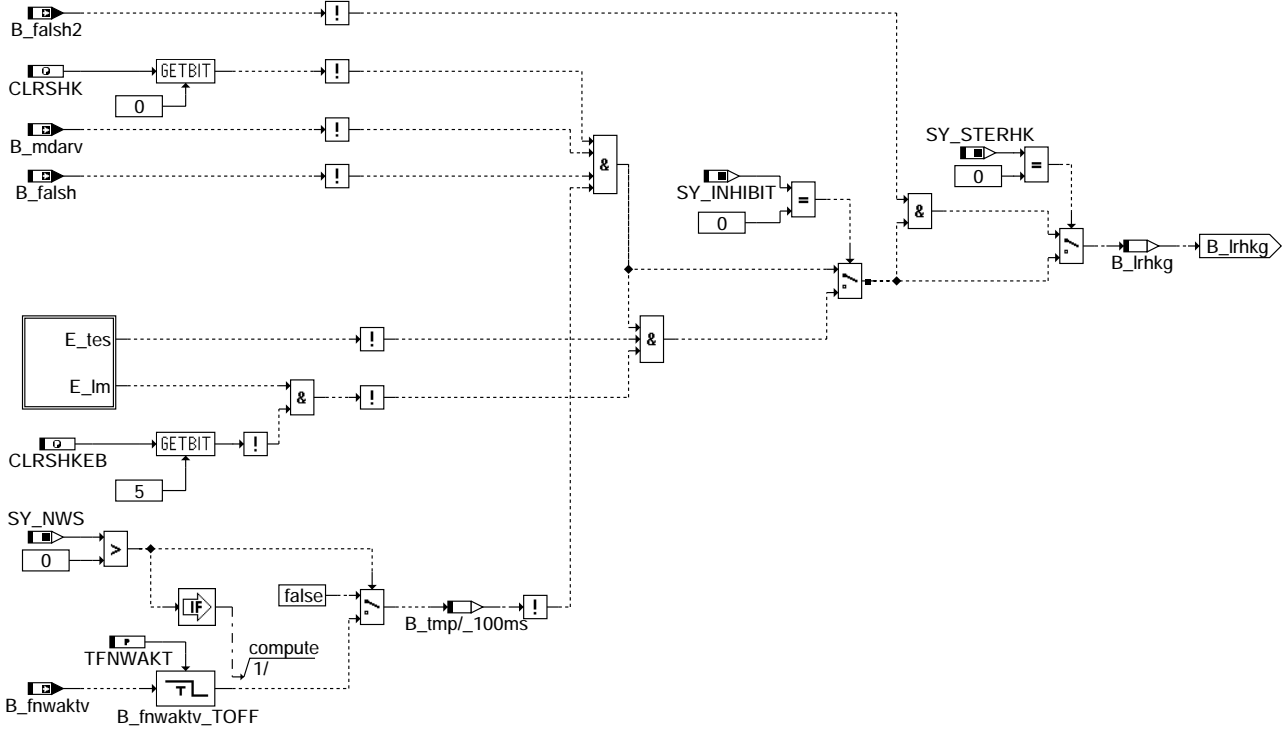 B_falsh2
!
CLRSHK
GETBIT
!
0
B_mdarv
!
B_falsh
!
&
SY_INHIBIT
0
=
SY_STERHK
0
=
&
B_lrhkg
B_lrhkg
E_tes
!
&
E_lm
&
!
CLRSHKEB
GETBIT
!
5
SY_NWS
0
>
IF
false
B_tmp/_100ms
!
compute
1/
TFNWAKT
P
T
B_fnwaktv
B_fnwaktv_TOFF